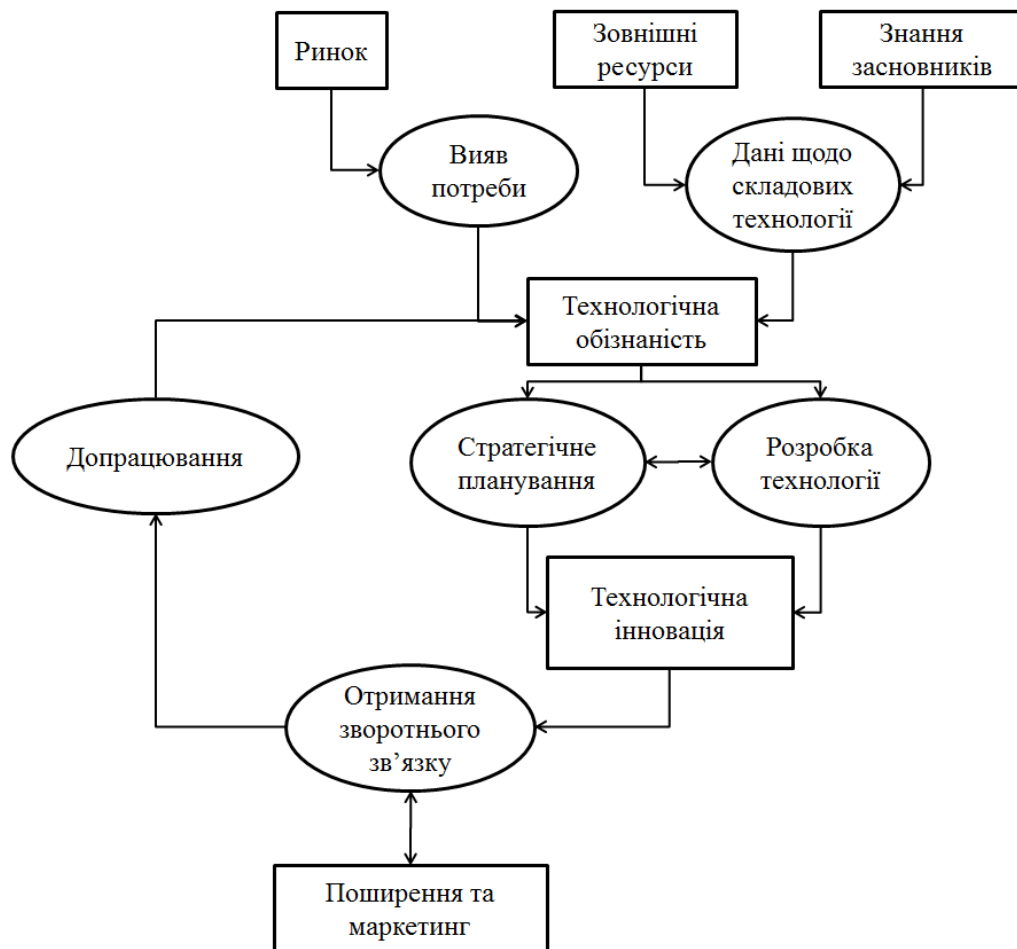 Ринок
Зовнішні
ресурси
Знання
засновників
Вияв
потреби
Дані щодо
складових
технології
Технологічна
обізнаність
Допрацювання
Стратегічне
планування
Розробка
технології
Технологічна
інновація
Отримання
зворотнього
зв’язку
Поширення та
маркетинг